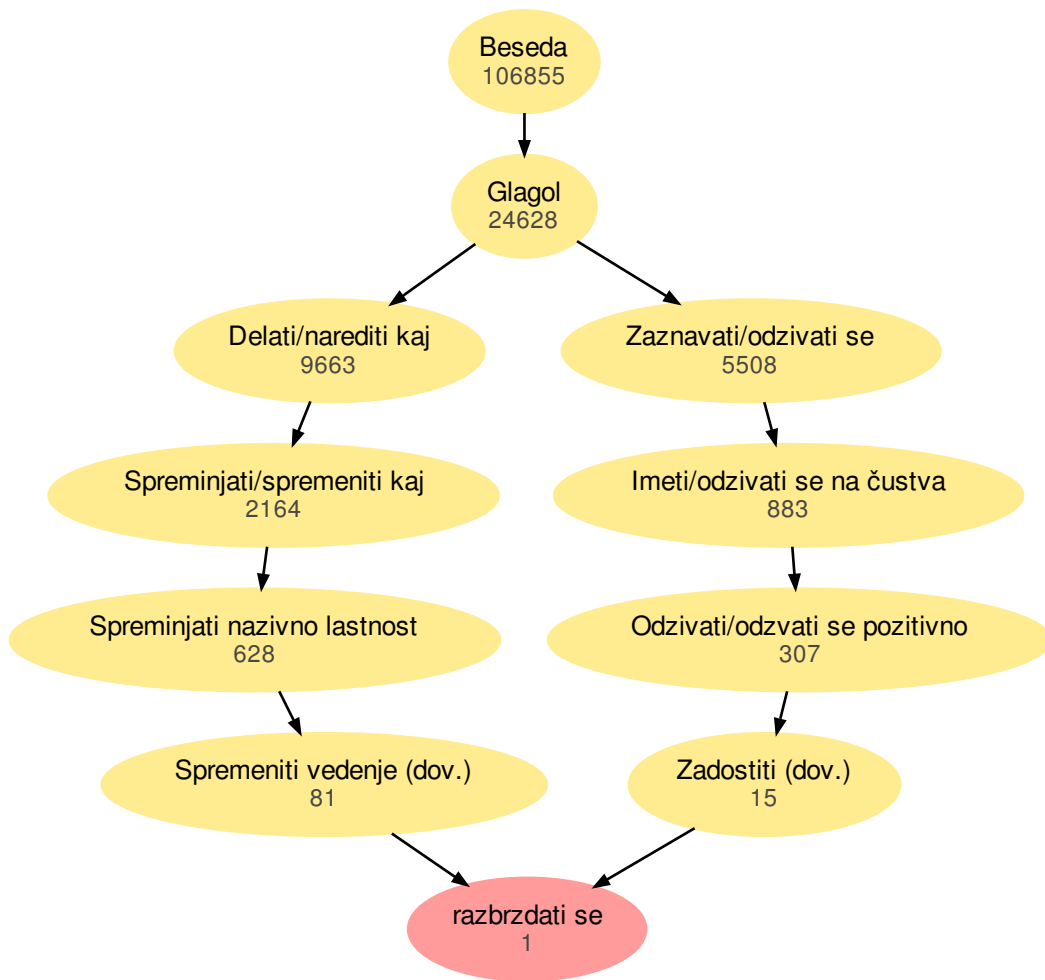 Beseda
106855
Glagol
24628
Delati/narediti kaj
9663
Zaznavati/odzivati se
5508
Spreminjati/spremeniti kaj
2164
Imeti/odzivati se na čustva
883
Spreminjati nazivno lastnost
628
Odzivati/odzvati se pozitivno
307
Spremeniti vedenje (dov.)
81
Zadostiti (dov.)
15
razbrzdati se
1